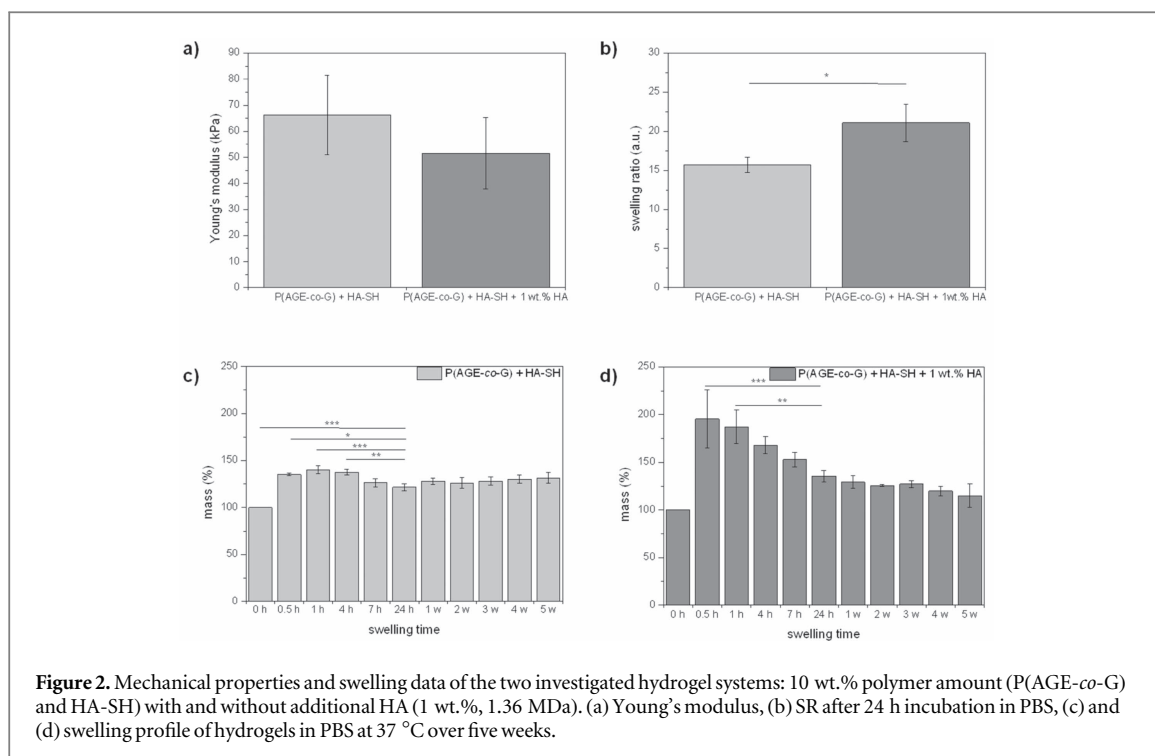 a)
90
80
70
60
50
40
30
20
10
0
Young's modulus (kPa)
P(AGE-co-G) + HA-SH
P(AGE-co-G) + HA-SH + 1 wt.% HA
b)
30
25
20
15
10
5
0
swelling ratio (a.u.)
*
P(AGE-co-G) + HA-SH
P(AGE-co-G) + HA-SH + 1wt.% HA
c)
250
200
150
100
50
0
mass (%)
P(AGE-co-G) + HA-SH
***
*
***
**
0 h 0.5 h 1 h 4 h 7 h 24 h 1 w 2 w 3 w 4 w 5 w
swelling time
d)
250
200
150
100
50
0
mass (%)
P(AGE-co-G) + HA-SH + 1 wt.% HA
***
**
0 h 0.5 h 1 h 4 h 7 h 24 h 1 w 2 w 3 w 4 w 5 w
swelling time
Figure 2. Mechanical properties and swelling data of the two investigated hydrogel systems: 10 wt.% polymer amount (P(AGE-co-G)
and HA-SH) with and without additional HA (1 wt.%, 1.36 MDa). (a) Young's modulus, (b) SR after 24 h incubation in PBS, (c) and
(d) swelling profile of hydrogels in PBS at 37 °C over five weeks.